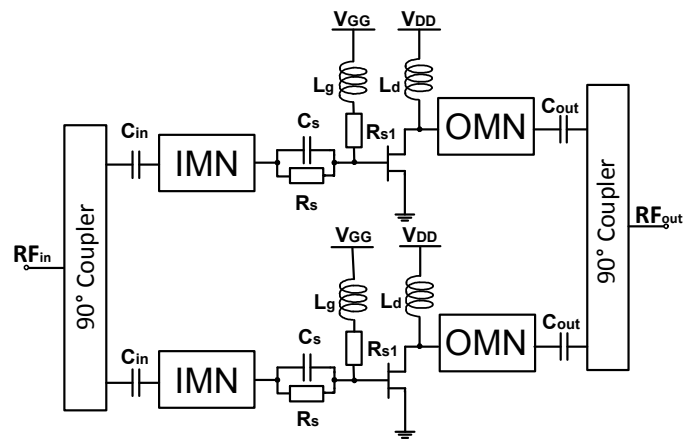 VGG
VDD
Lg
Ld
Cin
IMN
Cs
Rs1
Rs
OMN
Cout
90° Coupler
RFin
90° Coupler
RFout
VGG
VDD
Lg
Ld
Cin
IMN
Cs
Rs1
Rs
OMN
Cout